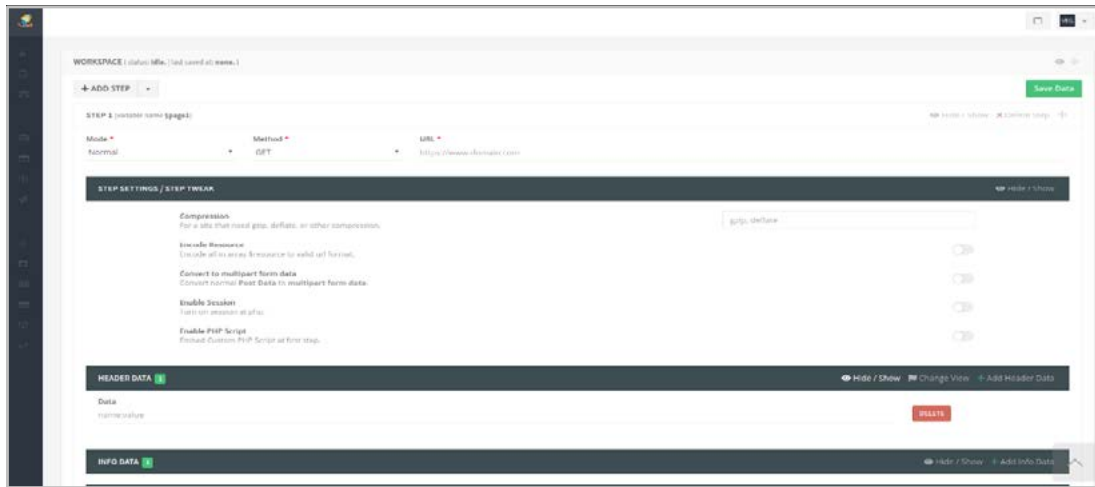 WORKSPACE ( status: idle. | last saved at: none. )
+ ADD STEP
Save Data
STEP 1 (variable name $page1)
Hide / Show
Mode * Method * URL *
Normal GET https://www.domain.com
STEP SETTINGS / STEP TWEAK Hide / Show
Compression
For a site that need gzip, deflate, or other compression.
gzip, deflate
Encode Resource
Encode all in array $resource to valid url format.
Convert to multipart form data
Convert normal Post Data to multipart form data.
Enable Session
Turn on session
Enable PHP Script
Embed Custom PHP Script at first step.
HEADER DATA 1 Hide / Show Change View + Add Header Data
Data
name:value
DELETE
INFO DATA Hide / Show + Add Info Data